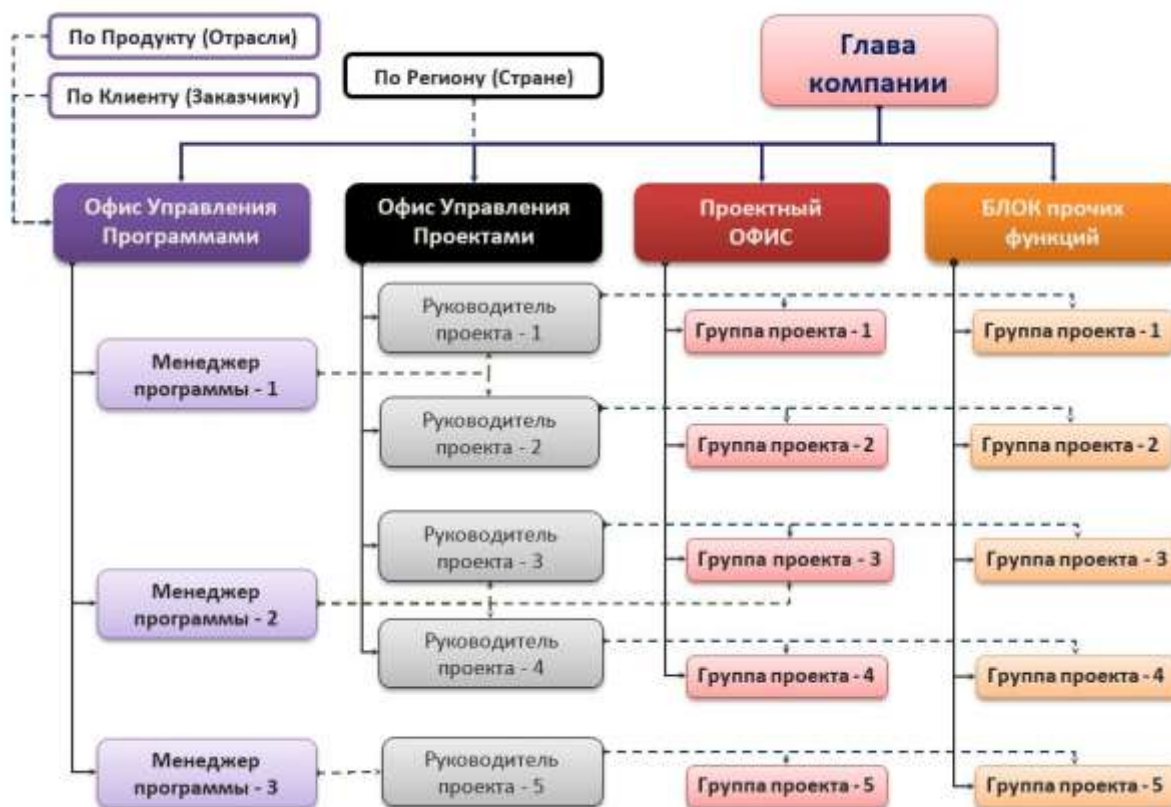 По Продукту (Отрасли)
По Клиенту (Заказчику)
По Региону (Стране)
Глава
компании
Офис Управления
Программами
Офис Управления
Проектами
Проектный
ОФИС
БЛОК прочих
функций
Менеджер
программы - 1
Менеджер
программы - 2
Менеджер
программы - 3
Руководитель
проекта - 1
Руководитель
проекта - 2
Руководитель
проекта - 3
Руководитель
проекта - 4
Руководитель
проекта - 5
Группа проекта - 1
Группа проекта - 2
Группа проекта - 3
Группа проекта - 4
Группа проекта - 5
Группа проекта - 1
Группа проекта - 2
Группа проекта - 3
Группа проекта - 4
Группа проекта - 5